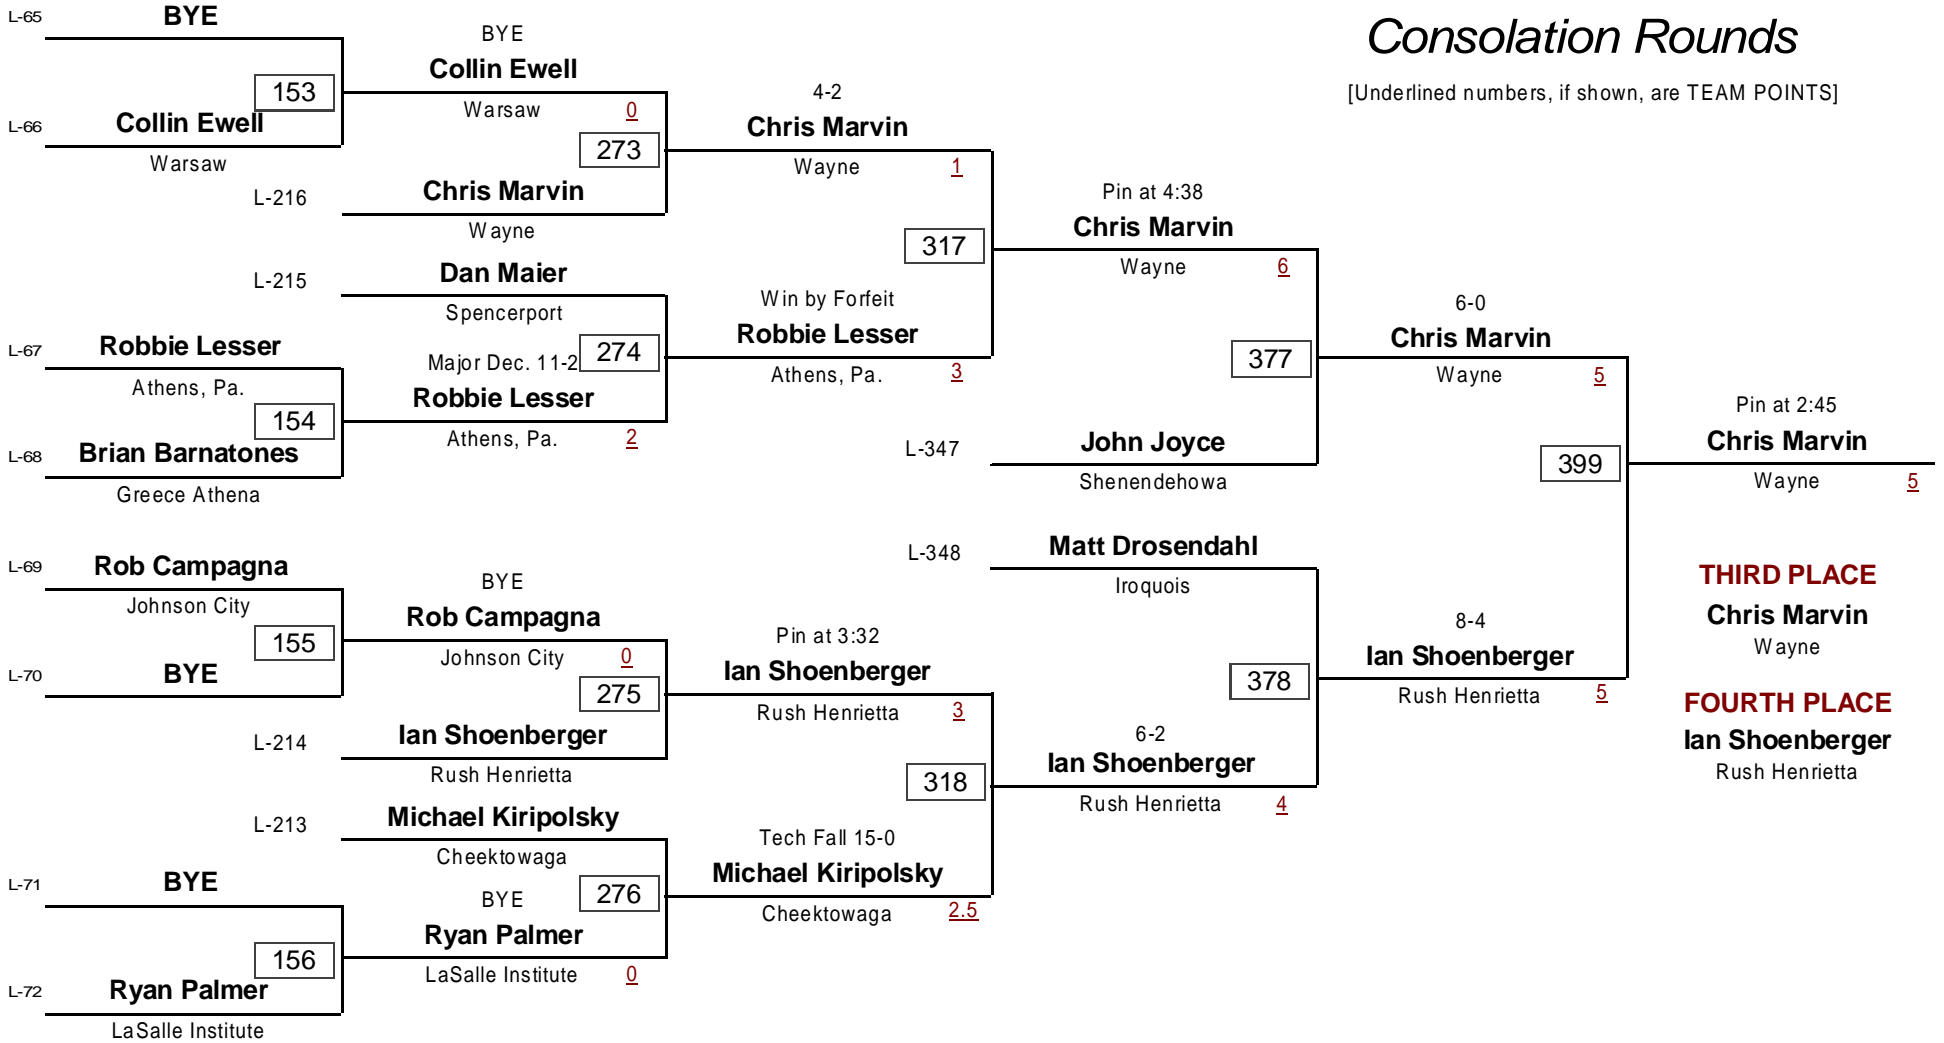 Consolation Rounds
[Underlined numbers, if shown, are TEAM POINTS]
L-65
BYE
153
L-66
Collin Ewell
Warsaw
BYE
Collin Ewell
Warsaw
0
273
L-216
Chris Marvin
Wayne
L-215
Dan Maier
Spencerport
L-67
Robbie Lesser
Athens, Pa.
154
L-68
Brian Barnatones
Greece Athena
Major Dec. 11-2
274
Robbie Lesser
Athens, Pa.
2
4-2
Chris Marvin
Wayne
1
317
Win by Forfeit
Robbie Lesser
Athens, Pa.
3
Pin at 4:38
Chris Marvin
Wayne
6
377
L-347
John Joyce
Shenendehowa
6-0
Chris Marvin
Wayne
5
399
Pin at 2:45
Chris Marvin
Wayne
5
L-69
Rob Campagna
Johnson City
155
L-70
BYE
BYE
Rob Campagna
Johnson City
0
275
L-214
Ian Shoenberger
Rush Henrietta
L-213
Michael Kiripolsky
Cheektowaga
L-71
BYE
156
L-72
Ryan Palmer
LaSalle Institute
BYE
276
Ryan Palmer
LaSalle Institute
0
Pin at 3:32
Ian Shoenberger
Rush Henrietta
3
318
Tech Fall 15-0
Michael Kiripolsky
Cheektowaga
2.5
L-348
Matt Drosendahl
Iroquois
378
6-2
Ian Shoenberger
Rush Henrietta
4
8-4
Ian Shoenberger
Rush Henrietta
5
THIRD PLACE
Chris Marvin
Wayne
FOURTH PLACE
Ian Shoenberger
Rush Henrietta